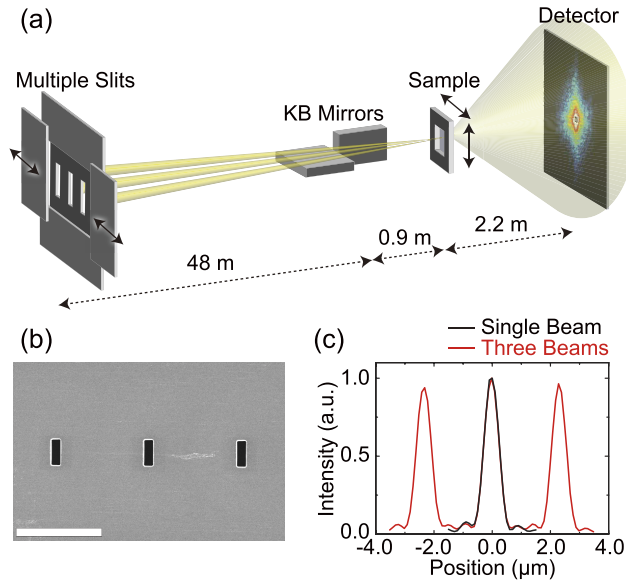 (a)
Detector
Multiple Slits
Sample
KB Mirrors
48 m
0.9 m
2.2 m
(b)
(c)
Single Beam
Three Beams
Intensity (a.u.)
1.0
0.5
0.0
-4.0 -2.0 0.0 2.0 4.0
Position (μm)